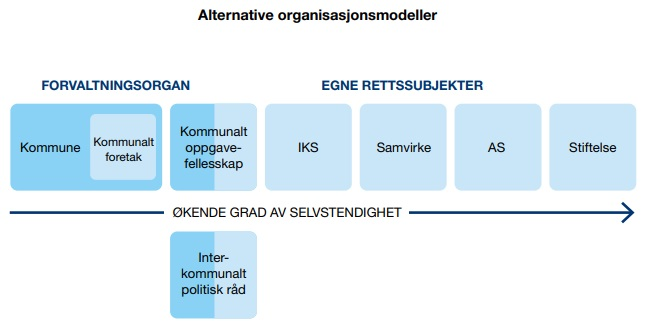 Alternative organisasjonsmodeller
FORVALTNINGSORGAN
EGNE RETTSSUBJEKTER
Kommune
Kommunalt
foretak
Kommunalt
oppgave-
fellesskap
IKS
Samvirke
AS
Stiftelse
ØKENDE GRAD AV SELVSTENDIGHET
Inter-
kommunalt
politisk råd